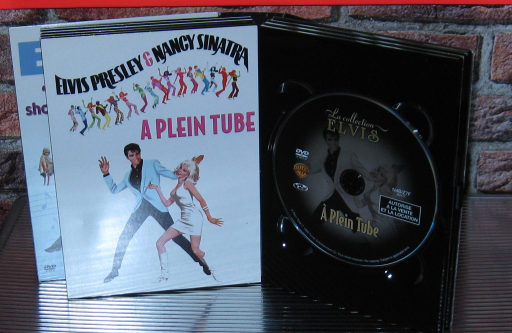 E
sho
ELVIS PRESLEY & NANCY SINATRA
A PLEIN TUBE
La collection
ELVIS
DVD
AUTORISÉ
À LA VENTE
ET LA LOCATION
À Plein Tube